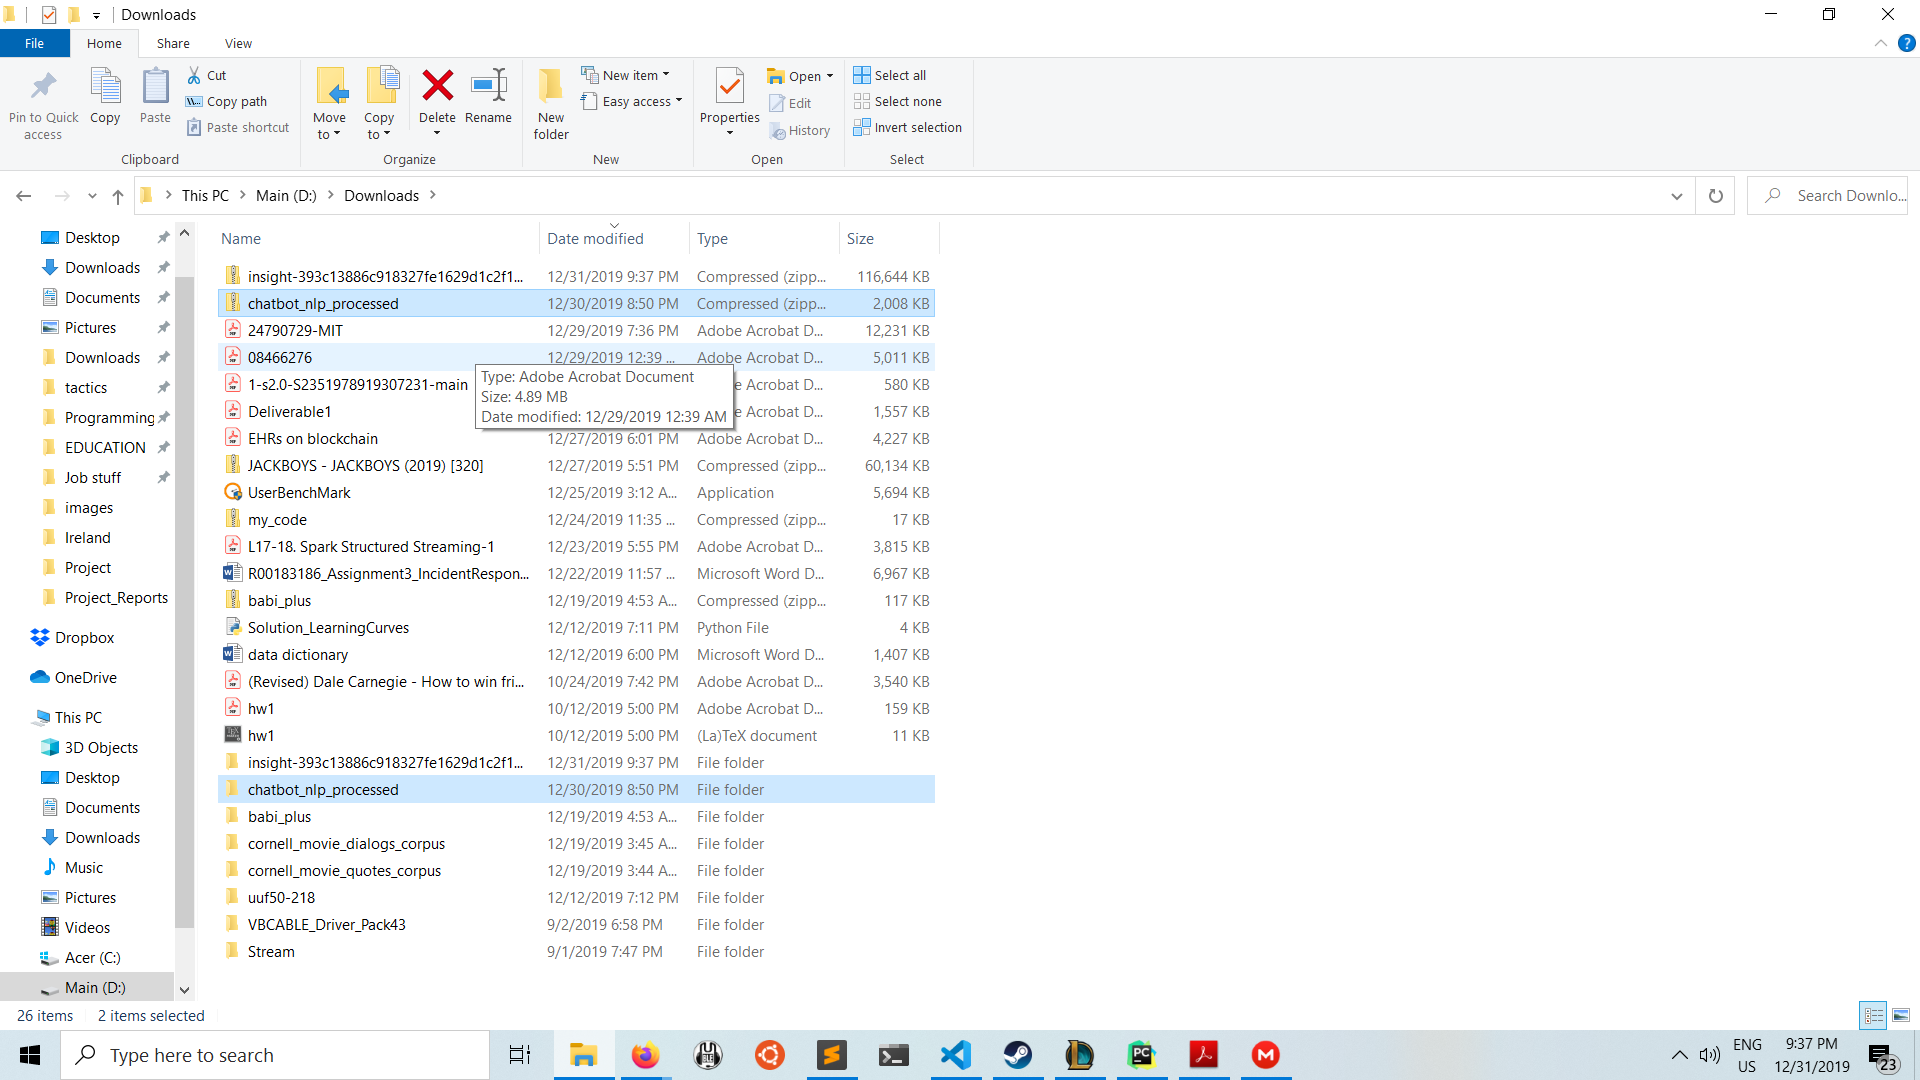 Downloads
File Home Share View
Pin to Quick access
Copy
Paste
Cut
Copy path
Paste shortcut
Clipboard
Move to
Copy to
Delete
Rename
Organize
New folder
New item
Easy access
New
Properties
Open
Edit
History
Open
Select all
Select none
Invert selection
Select
This PC > Main (D:) > Downloads >
Search Downlo...
Desktop
Downloads
Documents
Pictures
Downloads
tactics
Programming
EDUCATION
Job stuff
images
Ireland
Project
Project_Reports
Dropbox
OneDrive
This PC
3D Objects
Desktop
Documents
Downloads
Music
Pictures
Videos
Acer (C:)
Main (D:)
Name Date modified Type Size
insight-393c13886c918327fe1629d1c2f1... 12/31/2019 9:37 PM Compressed (zipp... 116,644 KB
chatbot_nlp_processed 12/30/2019 8:50 PM Compressed (zipp... 2,008 KB
24790729-MIT 12/29/2019 7:36 PM Adobe Acrobat D... 12,231 KB
08466276 12/29/2019 12:39 ... Adobe Acrobat D... 5,011 KB
1-s2.0-S2351978919307231-main e Acrobat D... 580 KB
Deliverable1 e Acrobat D... 1,557 KB
Type: Adobe Acrobat Document
Size: 4.89 MB
Date modified: 12/29/2019 12:39 AM
EHRs on blockchain 12/27/2019 6:01 PM Adobe Acrobat D... 4,227 KB
JACKBOYS - JACKBOYS (2019) [320] 12/27/2019 5:51 PM Compressed (zipp... 60,134 KB
UserBenchMark 12/25/2019 3:12 A... Application 5,694 KB
my_code 12/24/2019 11:35 ... Compressed (zipp... 17 KB
L17-18. Spark Structured Streaming-1 12/23/2019 5:55 PM Adobe Acrobat D... 3,815 KB
R00183186_Assignment3_IncidentRespon... 12/22/2019 11:57 ... Microsoft Word D... 6,967 KB
babi_plus 12/19/2019 4:53 A... Compressed (zipp... 117 KB
Solution_LearningCurves 12/12/2019 7:11 PM Python File 4 KB
data dictionary 12/12/2019 6:00 PM Microsoft Word D... 1,407 KB
(Revised) Dale Carnegie - How to win fri... 10/24/2019 7:42 PM Adobe Acrobat D... 3,540 KB
hw1 10/12/2019 5:00 PM Adobe Acrobat D... 159 KB
hw1 10/12/2019 5:00 PM (La)TeX document 11 KB
insight-393c13886c918327fe1629d1c2f1... 12/31/2019 9:37 PM File folder
chatbot_nlp_processed 12/30/2019 8:50 PM File folder
babi_plus 12/19/2019 4:53 A... File folder
cornell_movie_dialogs_corpus 12/19/2019 3:45 A... File folder
cornell_movie_quotes_corpus 12/19/2019 3:44 A... File folder
uuf50-218 12/12/2019 7:12 PM File folder
VBCABLE_Driver_Pack43 9/2/2019 6:58 PM File folder
Stream 9/1/2019 7:47 PM File folder
26 items 2 items selected
Type here to search
ENG
US
9:37 PM
12/31/2019
23